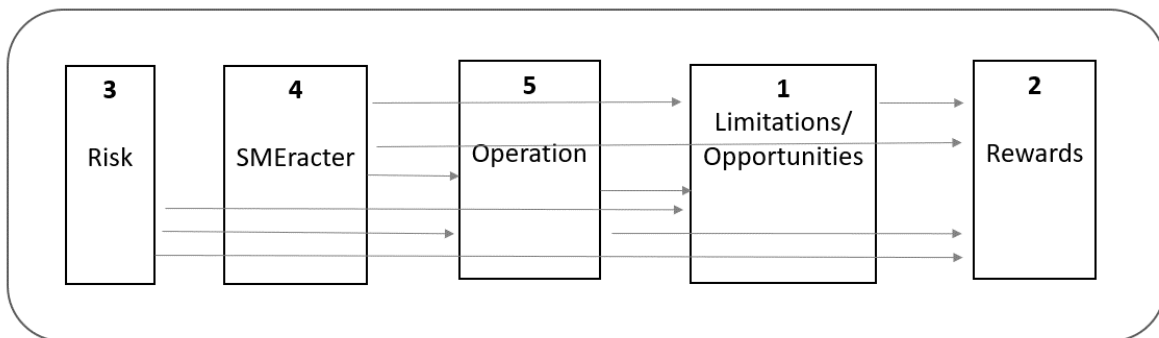 3
Risk
4
SMEracter
5
Operation
1
Limitations/
Opportunities
2
Rewards